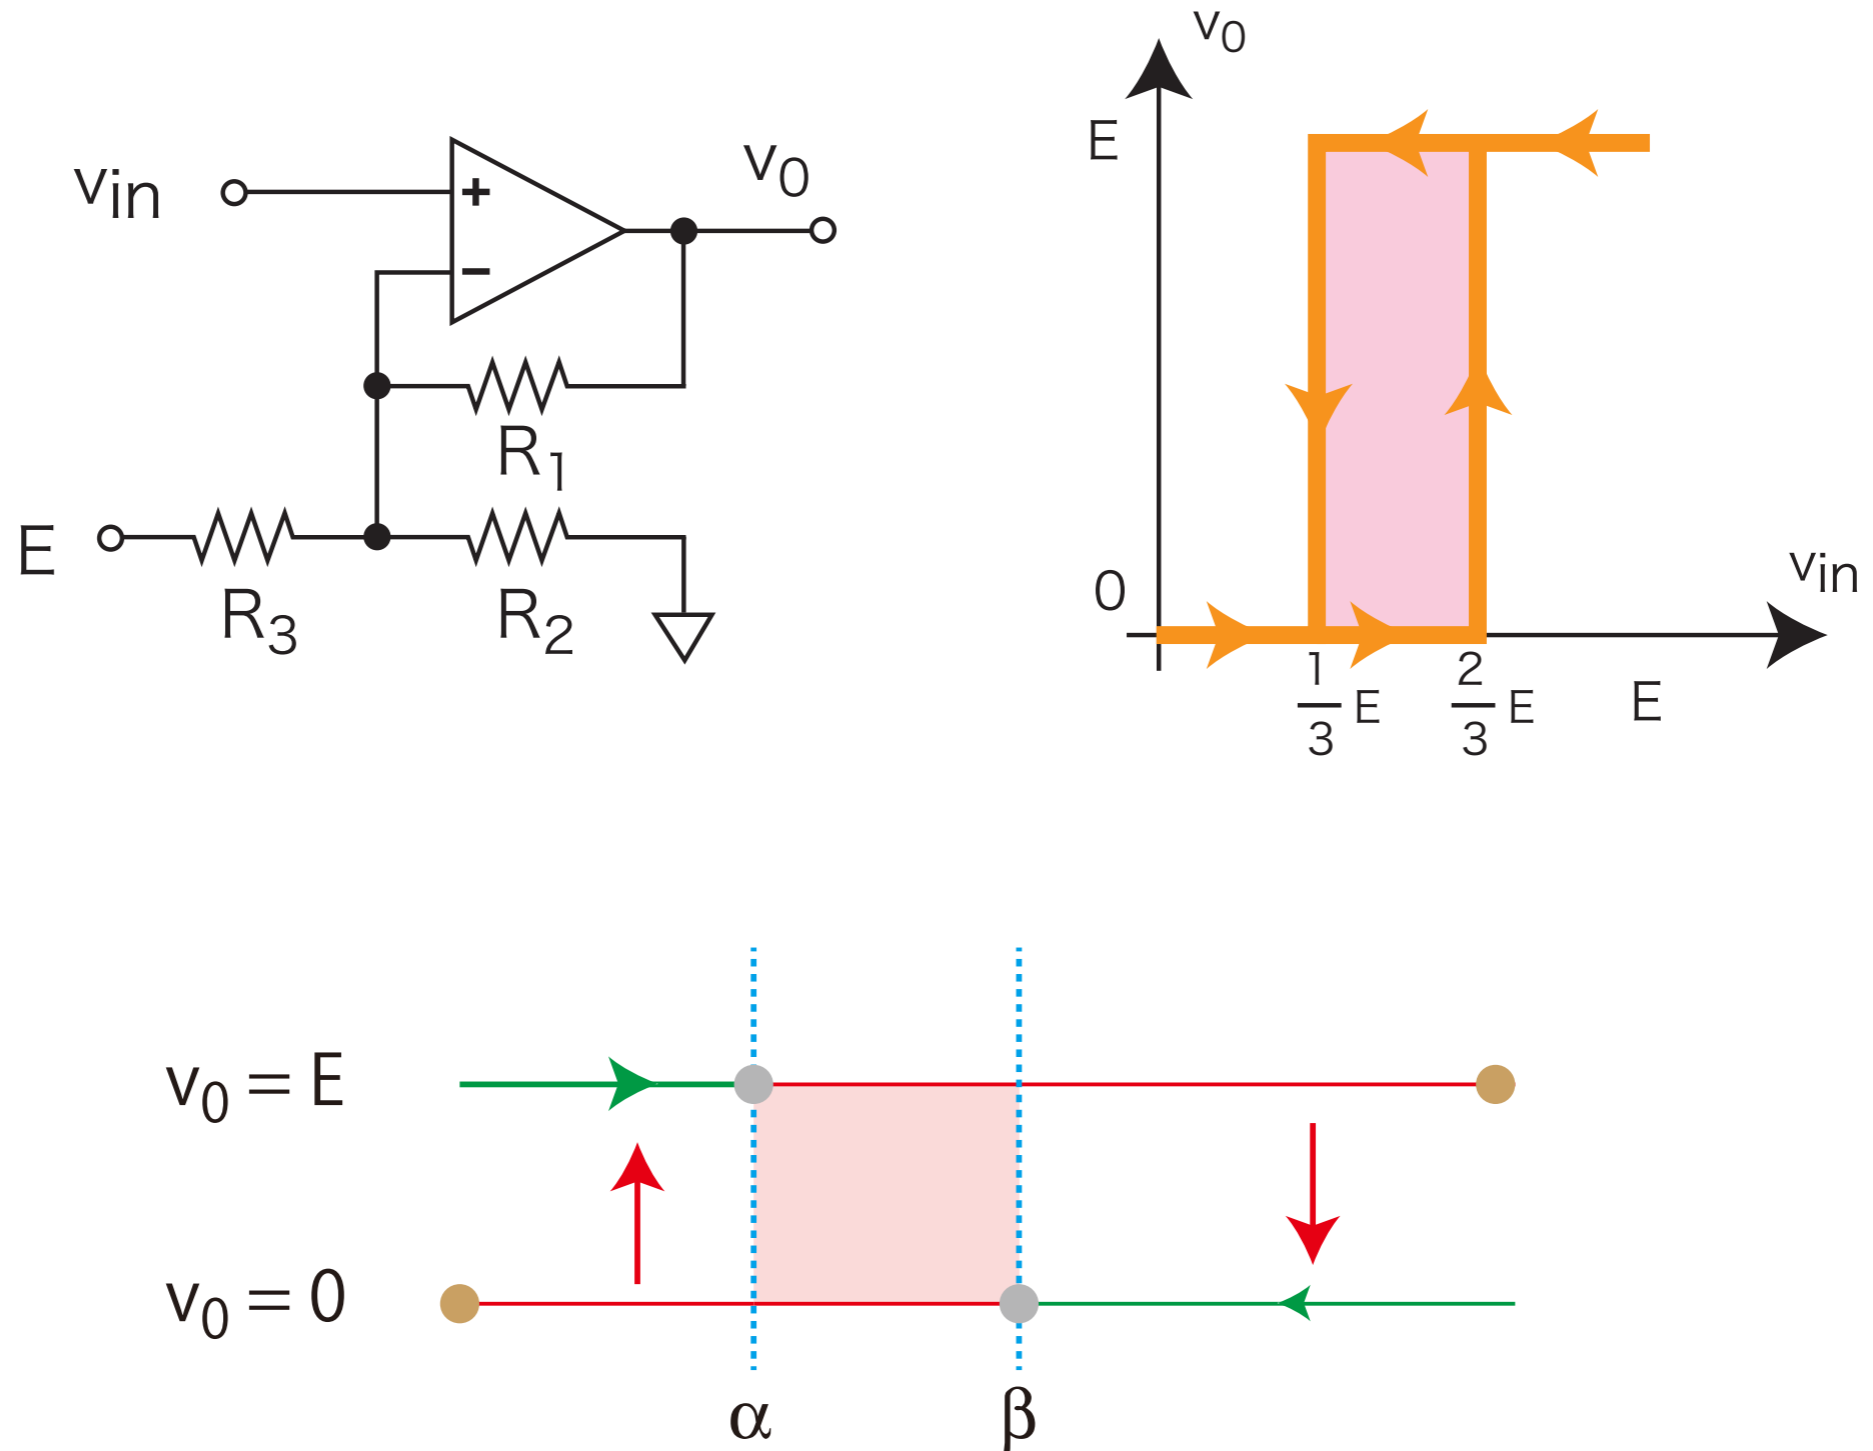 vin
+
−
v0
R1
E
R3
R2
v0
E
0
vin
1/3 E
2/3 E
E
v0 = E
v0 = 0
α
β